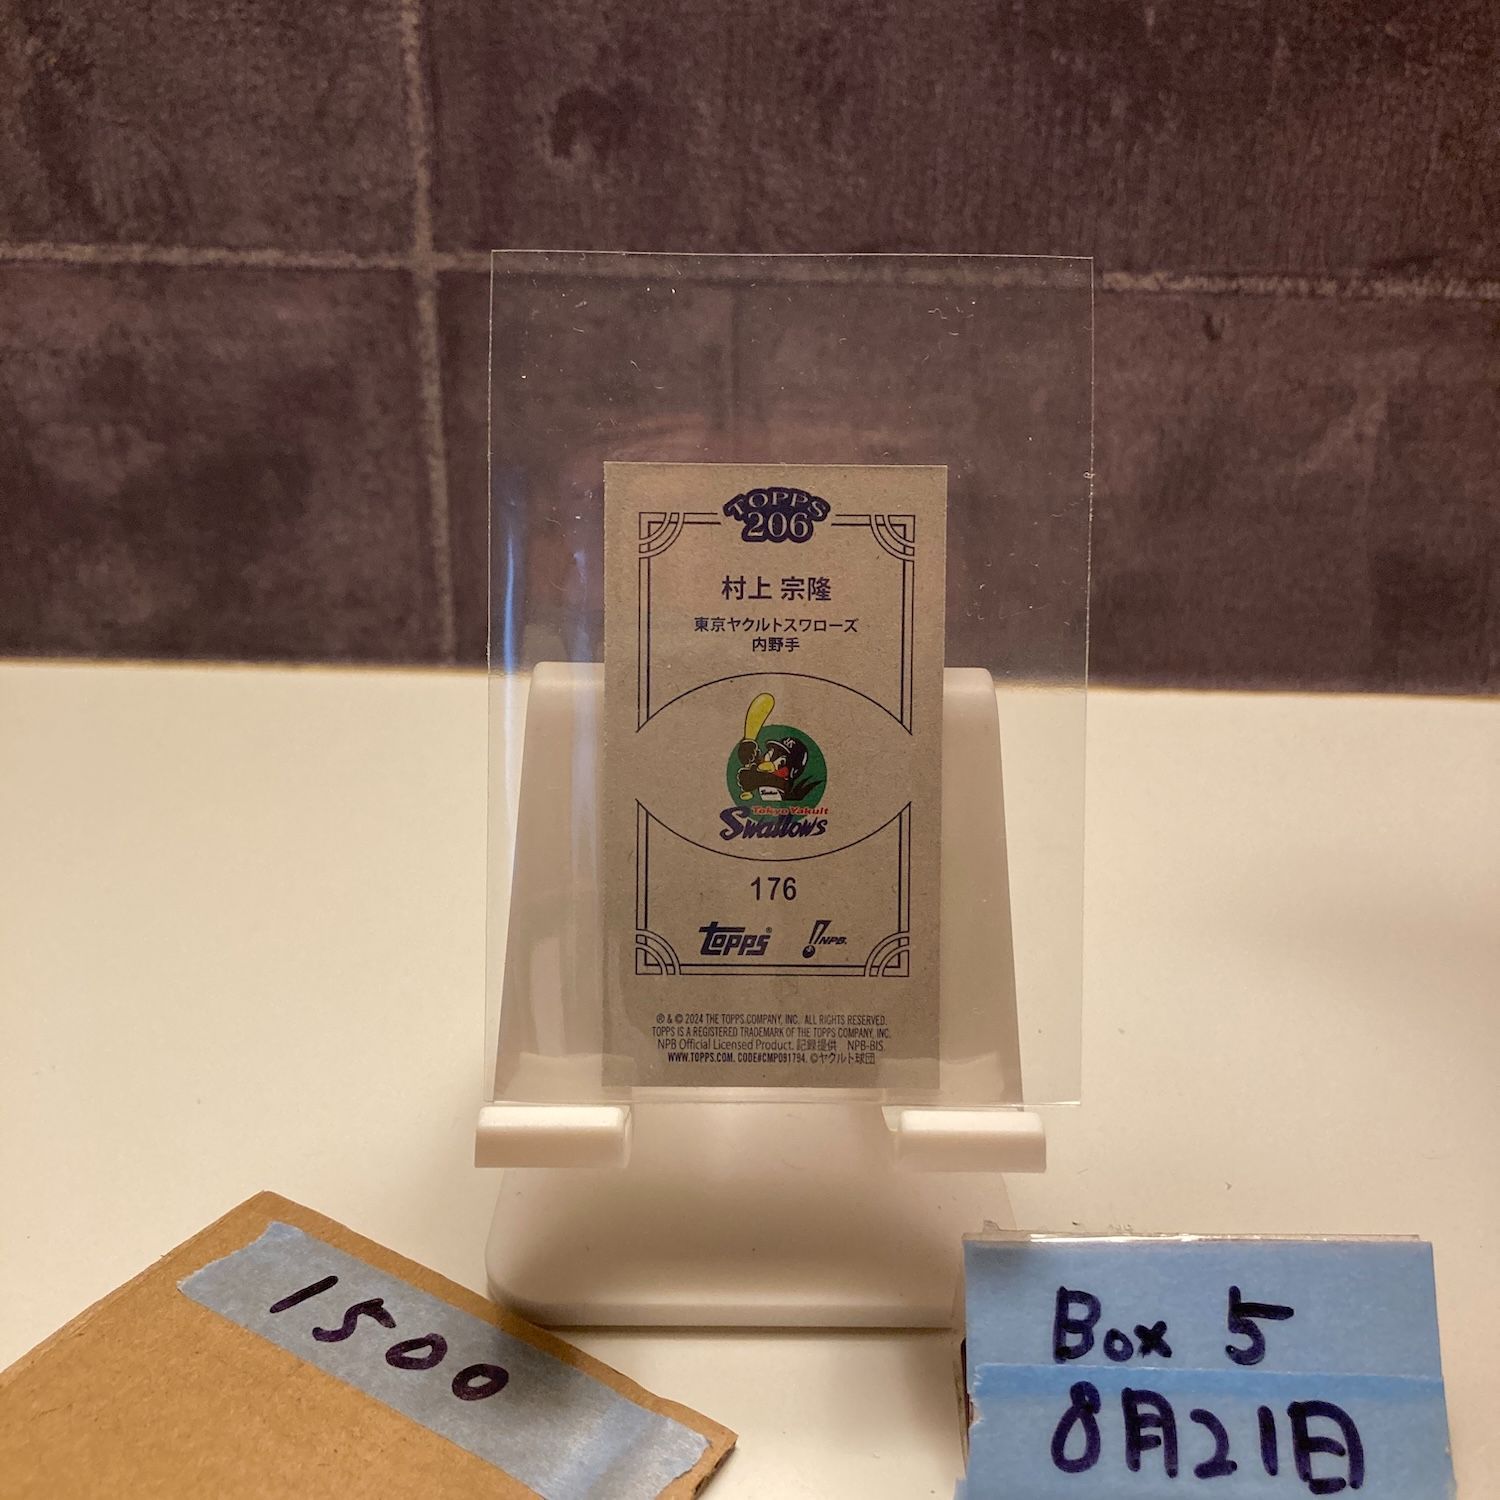 TOPPS
206
村上 宗隆
東京ヤクルトスワローズ
内野手
Tokyo Yakult
Swallows
176
topps® NPB.
® & © 2024 THE TOPPS COMPANY, INC. ALL RIGHTS RESERVED.
TOPPS IS A REGISTERED TRADEMARK OF THE TOPPS COMPANY, INC.
NPB Official Licensed Product. 記録提供 NPB-BIS
WWW.TOPPS.COM. CODE#CMP091794. ©ヤクルト球団
1500
Box 5
8月21日